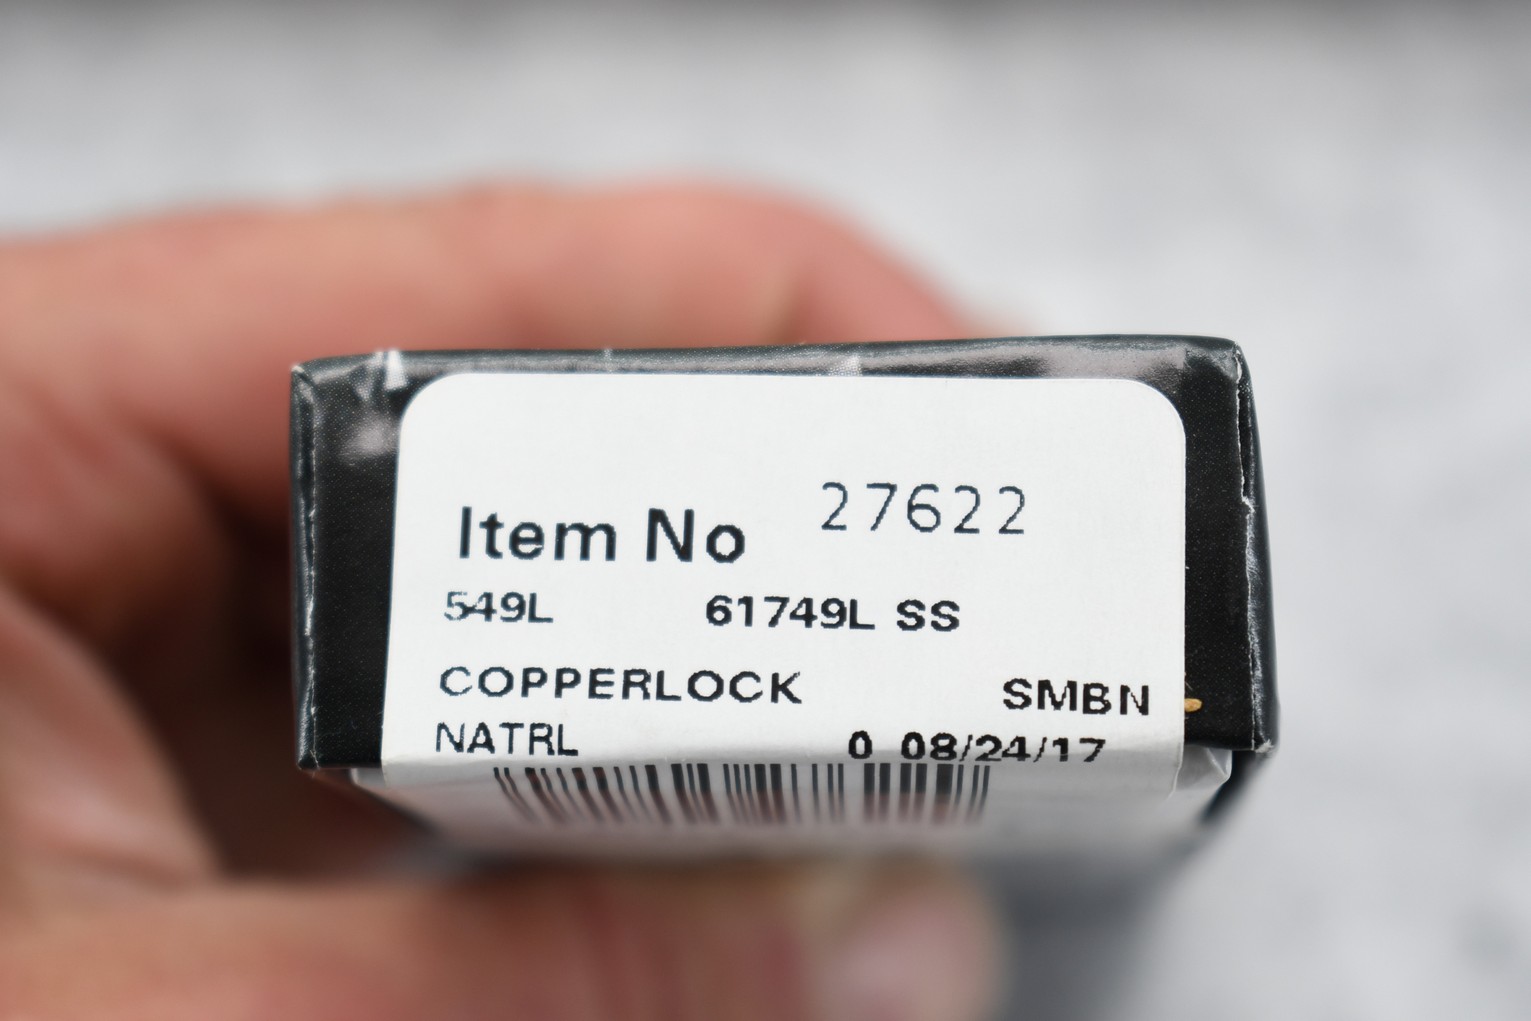 Item No 27622
549L 61749L SS
COPPERLOCK SMBN
NATRL 0 08/24/17